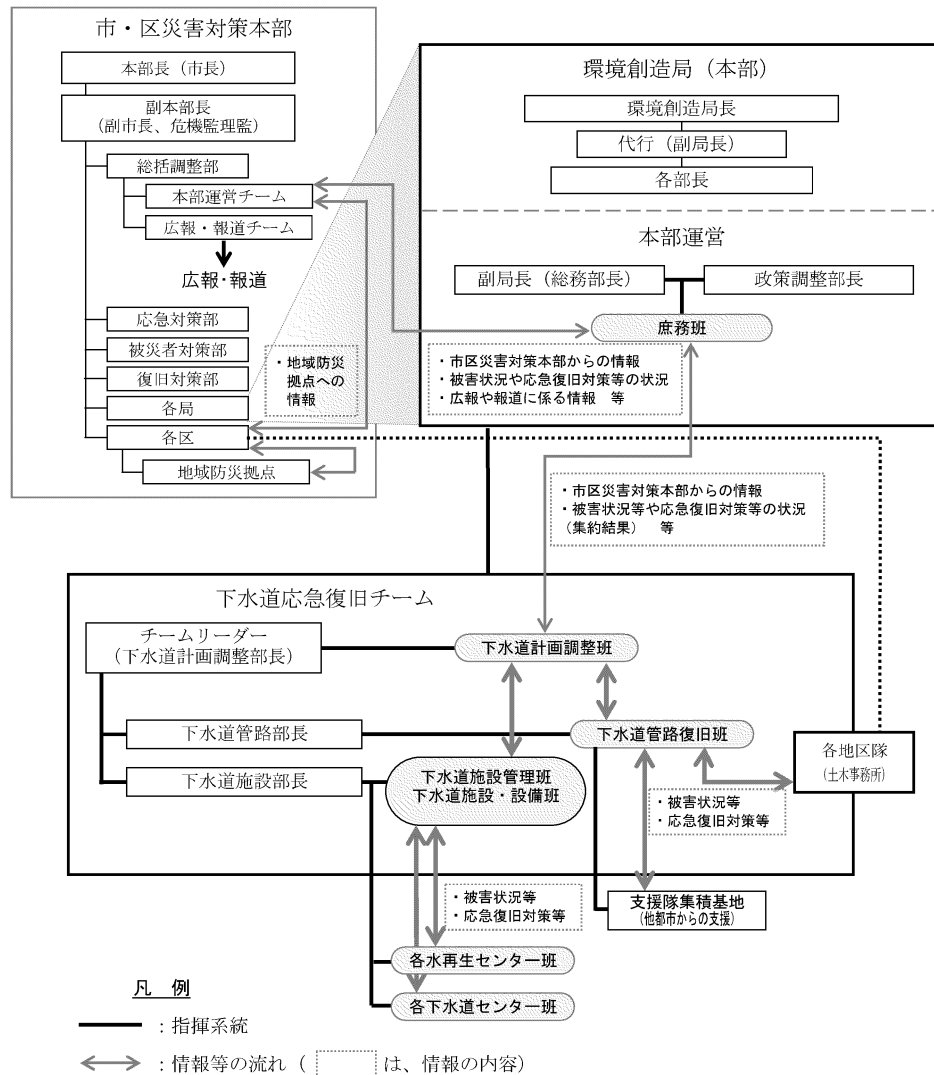 市・区災害対策本部
本部長（市長）
副本部長
（副市長、危機監理監）
総括調整部
本部運営チーム
広報・報道チーム
広報・報道
応急対策部
被災者対策部
復旧対策部
各局
各区
地域防災拠点
・地域防災
拠点への
情報
環境創造局（本部）
環境創造局長
代行（副局長）
各部長
本部運営
副局長（総務部長）
政策調整部長
庶務班
・市区災害対策本部からの情報
・被害状況や応急復旧対策等の状況
・広報や報道に係る情報　等
・市区災害対策本部からの情報
・被害状況等や応急復旧対策等の状況
（集約結果）　等
下水道応急復旧チーム
チームリーダー
（下水道計画調整部長）
下水道計画調整班
下水道管路部長
下水道管路復旧班
下水道施設部長
下水道施設管理班
下水道施設・設備班
各地区隊
（土木事務所）
・被害状況等
・応急復旧対策等
・被害状況等
・応急復旧対策等
支援隊集積基地
（他都市からの支援）
各水再生センター班
各下水道センター班
凡　例
：指揮系統
：情報等の流れ（　　　は、情報の内容）